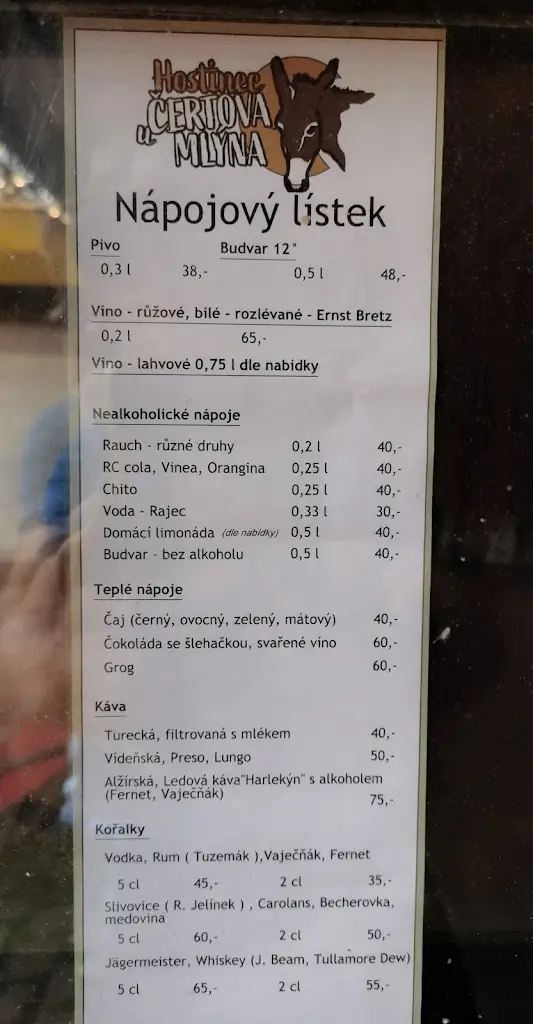 Hostinec
u ČERTOVA
MLÝNA
Nápojový lístek
Pivo Budvar 12°
0,3 l 38,- 0,5 l 48,-
Víno - růžové, bílé - rozlévané - Ernst Bretz
0,2 l 65,-
Víno - lahvové 0,75 l dle nabídky
Nealkoholické nápoje
Rauch - různé druhy 0,2 l 40,-
RC cola, Vinea, Orangina 0,25 l 40,-
Chito 0,25 l 40,-
Voda - Rajec 0,33 l 30,-
Domácí limonáda (dle nabídky) 0,5 l 40,-
Budvar - bez alkoholu 0,5 l 40,-
Teplé nápoje
Čaj (černý, ovocný, zelený, mátový) 40,-
Čokoláda se šlehačkou, svařené víno 60,-
Grog 60,-
Káva
Turecká, filtrovaná s mlékem 40,-
Vídeňská, Preso, Lungo 50,-
Alžírská, Ledová káva"Harlekýn" s alkoholem
(Fernet, Vaječňák) 75,-
Kořalky
Vodka, Rum ( Tuzemák ),Vaječňák, Fernet
5 cl 45,- 2 cl 35,-
Slivovice ( R. Jelínek ) , Carolans, Becherovka,
medovina
5 cl 60,- 2 cl 50,-
Jägermeister, Whiskey (J. Beam, Tullamore Dew)
5 cl 65,- 2 cl 55,-